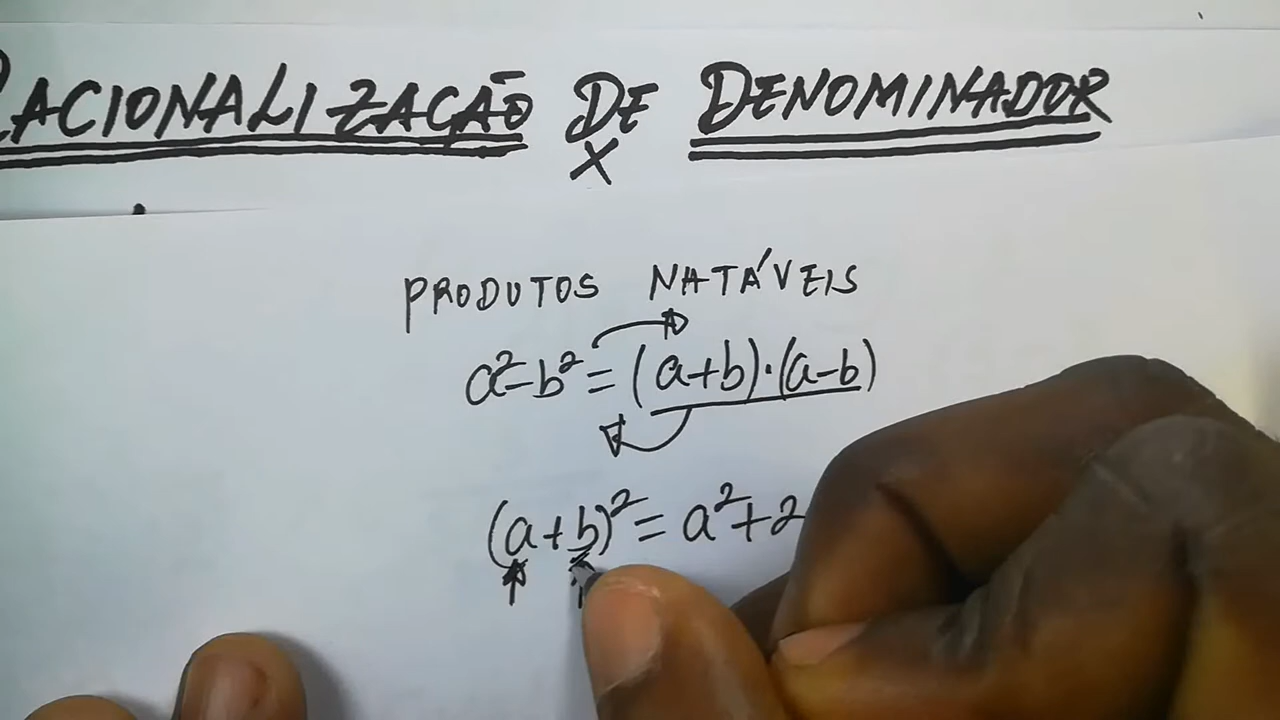 RACIONALIZAÇÃO DE DENOMINADOR
X
PRODUTOS NATÁVEIS
a²-b² = (a+b)·(a-b)
(a+b)² = a²+2